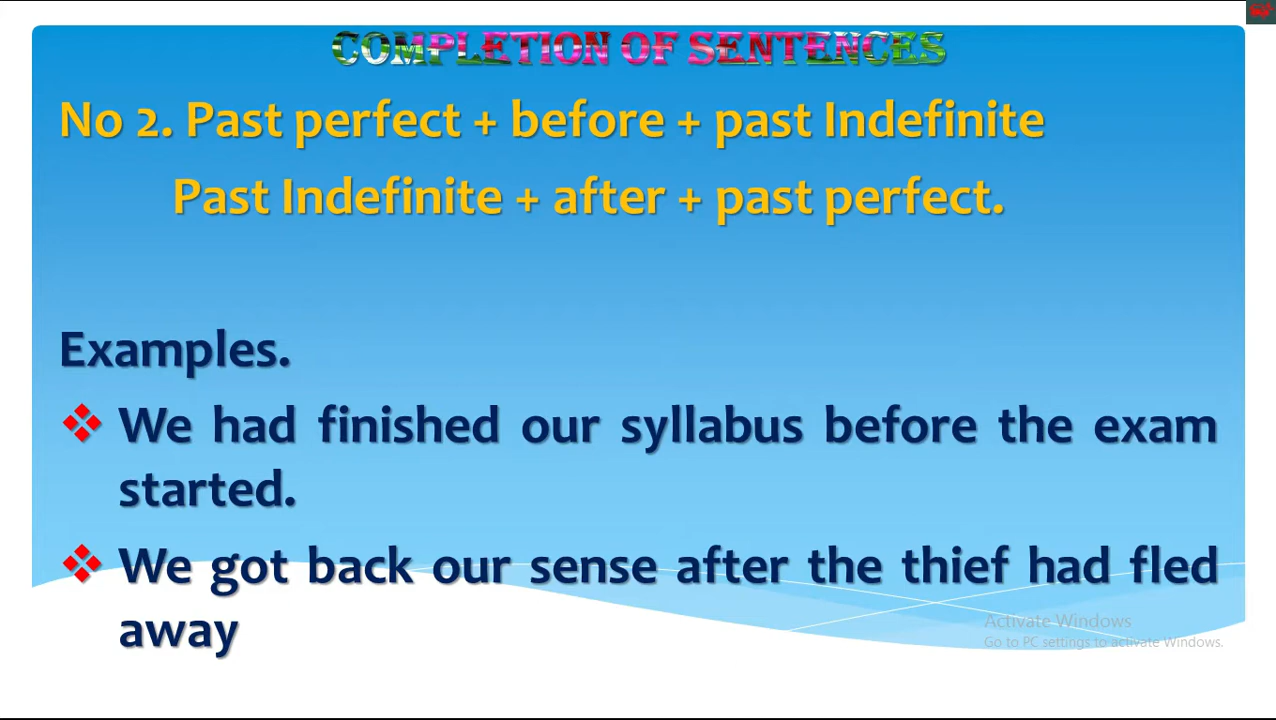 COMPLETION OF SENTENCES
No 2. Past perfect + before + past Indefinite
Past Indefinite + after + past perfect.
Examples.
We had finished our syllabus before the exam
started.
We got back our sense after the thief had fled
away
Activate Windows
Go to PC settings to activate Windows.